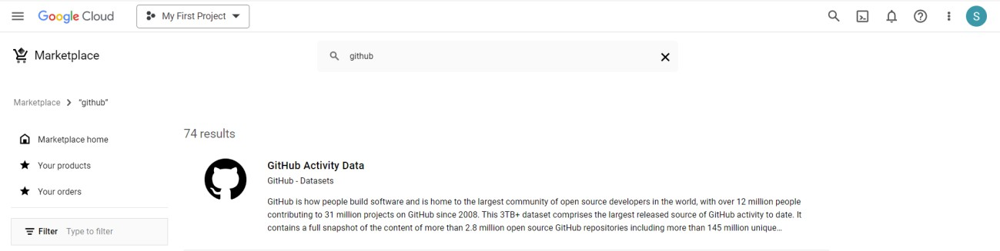 Google Cloud
My First Project
S
Marketplace
github
Marketplace > "github"
74 results
Marketplace home
Your products
Your orders
Filter Type to filter
GitHub Activity Data
GitHub - Datasets
GitHub is how people build software and is home to the largest community of open source developers in the world, with over 12 million people
contributing to 31 million projects on GitHub since 2008. This 3TB+ dataset comprises the largest released source of GitHub activity to date. It
contains a full snapshot of the content of more than 2.8 million open source GitHub repositories including more than 145 million unique…